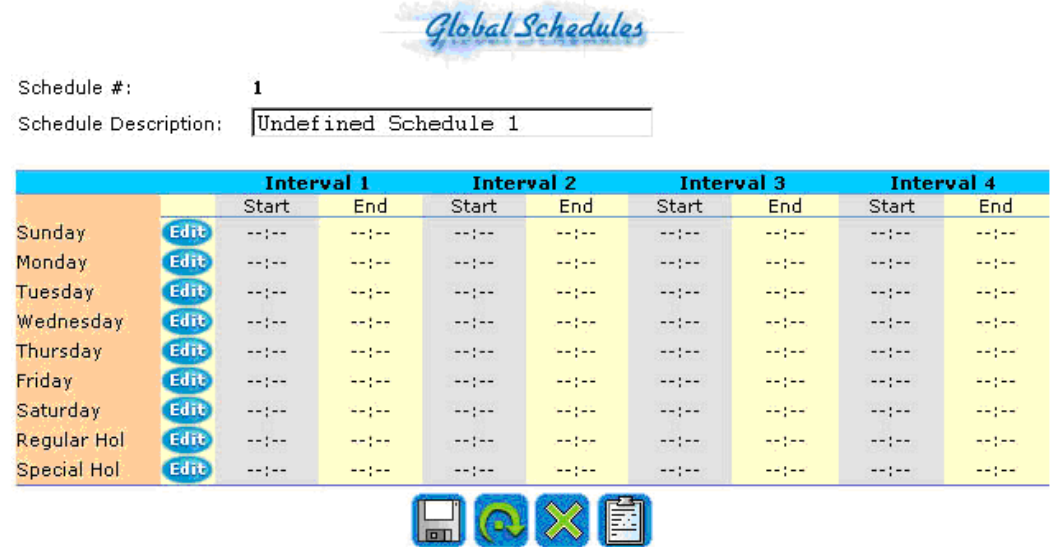 Global Schedules
Schedule #: 1
Schedule Description: Undefined Schedule 1
Interval 1 Interval 2 Interval 3 Interval 4
Start End Start End Start End Start End
Sunday Edit --:-- --:-- --:-- --:-- --:-- --:-- --:-- --:--
Monday Edit --:-- --:-- --:-- --:-- --:-- --:-- --:-- --:--
Tuesday Edit --:-- --:-- --:-- --:-- --:-- --:-- --:-- --:--
Wednesday Edit --:-- --:-- --:-- --:-- --:-- --:-- --:-- --:--
Thursday Edit --:-- --:-- --:-- --:-- --:-- --:-- --:-- --:--
Friday Edit --:-- --:-- --:-- --:-- --:-- --:-- --:-- --:--
Saturday Edit --:-- --:-- --:-- --:-- --:-- --:-- --:-- --:--
Regular Hol Edit --:-- --:-- --:-- --:-- --:-- --:-- --:-- --:--
Special Hol Edit --:-- --:-- --:-- --:-- --:-- --:-- --:-- --:--